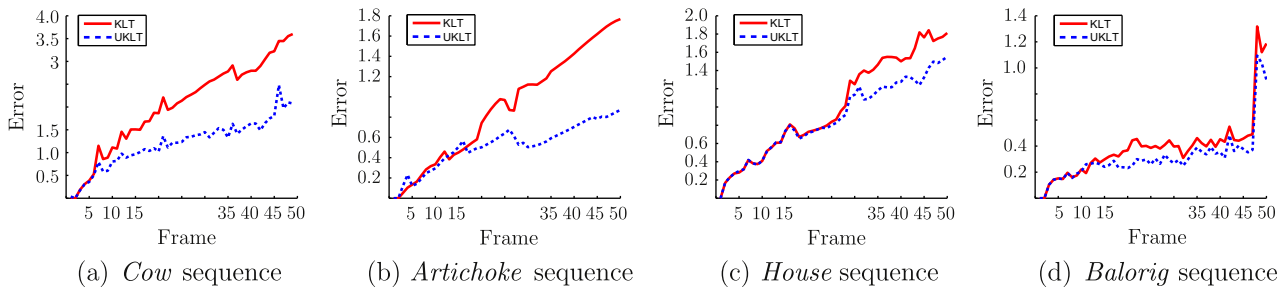 3.5
3
1.5
1.0
0.5
Error
KLT
UKLT
5 10 15 35 45 50
Frame
(a) Cow sequence
1.8
1.6
1.2
0.8
0.6
0.4
0.2
Error
KLT
UKLT
5 10 15 35 45 50
Frame
(b) Artichoke sequence
2.0
1.8
1.6
1.4
0.8
0.6
0.4
0.2
Error
KLT
UKLT
5 10 15 35 40 45 50
Frame
(c) House sequence
1.4
1.2
1.0
0.4
0.2
Error
KLT
UKLT
5 10 15 35 40 45 50
Frame
(d) Balorig sequence